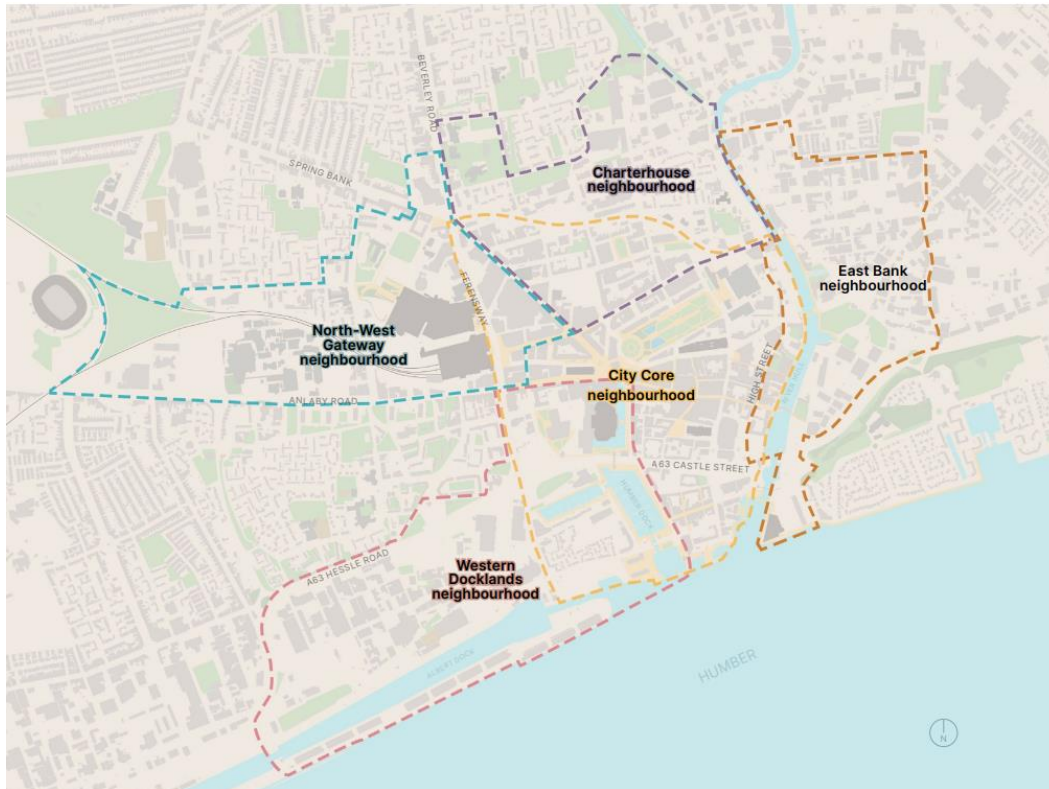 BEVERLEY ROAD
SPRING BANK
Charterhouse
neighbourhood
FERENSWAY
East Bank
neighbourhood
North-West
Gateway
neighbourhood
City Core
neighbourhood
HIGH STREET
ANLABY ROAD
A63 CASTLE STREET
HUMBER DOCK
A63 HESSLE ROAD
Western
Docklands
neighbourhood
ALBERT DOCK
HUMBER
N